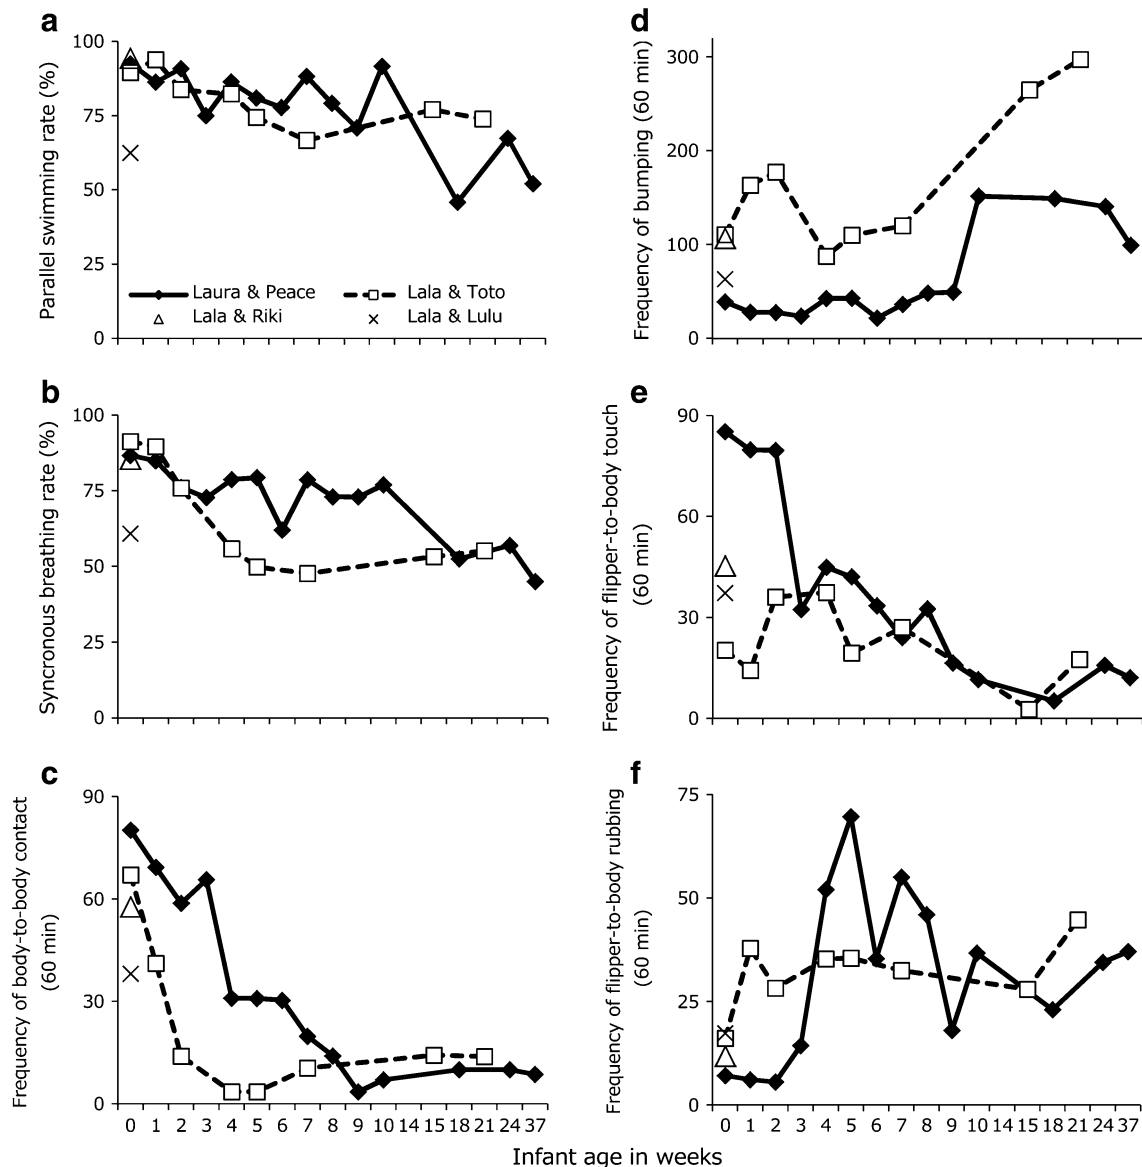 a
Parallel swimming rate (%)
100
75
50
25
0
Laura & Peace
Lala & Toto
Lala & Riki
Lala & Lulu
b
Syncronous breathing rate (%)
100
75
50
25
0
c
Frequency of body-to-body contact
(60 min)
90
60
30
0
0 1 2 3 4 5 6 7 8 9 10 14 15 18 21 24 37
d
Frequency of bumping (60 min)
300
200
100
0
e
Frequency of flipper-to-body touch
(60 min)
90
60
30
0
f
Frequency of flipper-to-body rubbing
(60 min)
75
50
25
0
0 1 2 3 4 5 6 7 8 9 10 14 15 18 21 24 37
Infant age in weeks